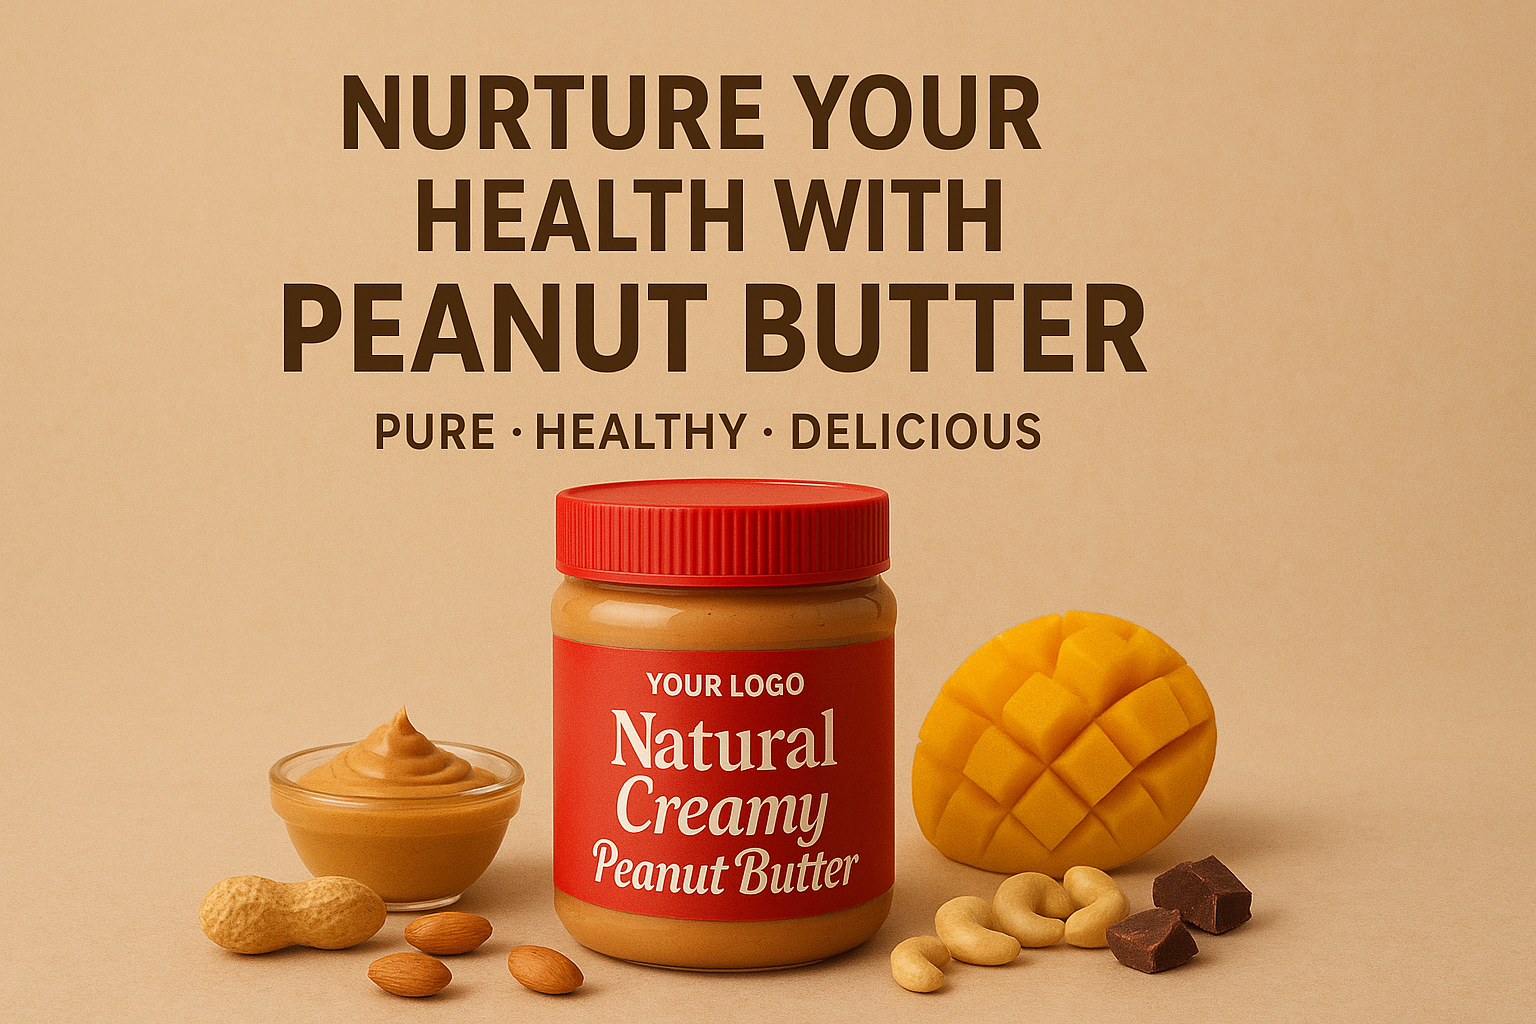 NURTURE YOUR
HEALTH WITH
PEANUT BUTTER
PURE · HEALTHY · DELICIOUS
YOUR LOGO
Natural
Creamy
Peanut Butter